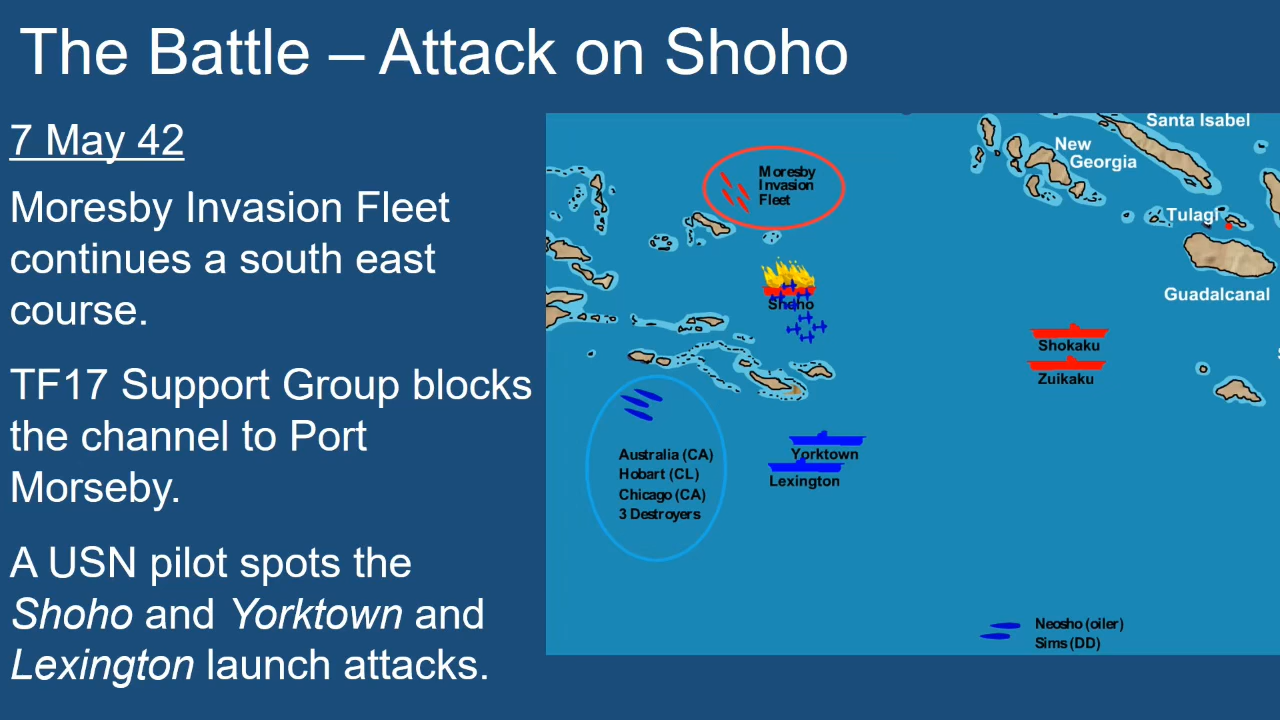 The Battle – Attack on Shoho
7 May 42
Moresby Invasion Fleet
continues a south east
course.
TF17 Support Group blocks
the channel to Port
Morseby.
A USN pilot spots the
Shoho and Yorktown and
Lexington launch attacks.
Santa Isabel
New
Georgia
Moresby
Invasion
Fleet
Tulagi
Guadalcanal
Shoho
Shokaku
Zuikaku
Yorktown
Lexington
Australia (CA)
Hobart (CL)
Chicago (CA)
3 Destroyers
Neosho (oiler)
Sims (DD)